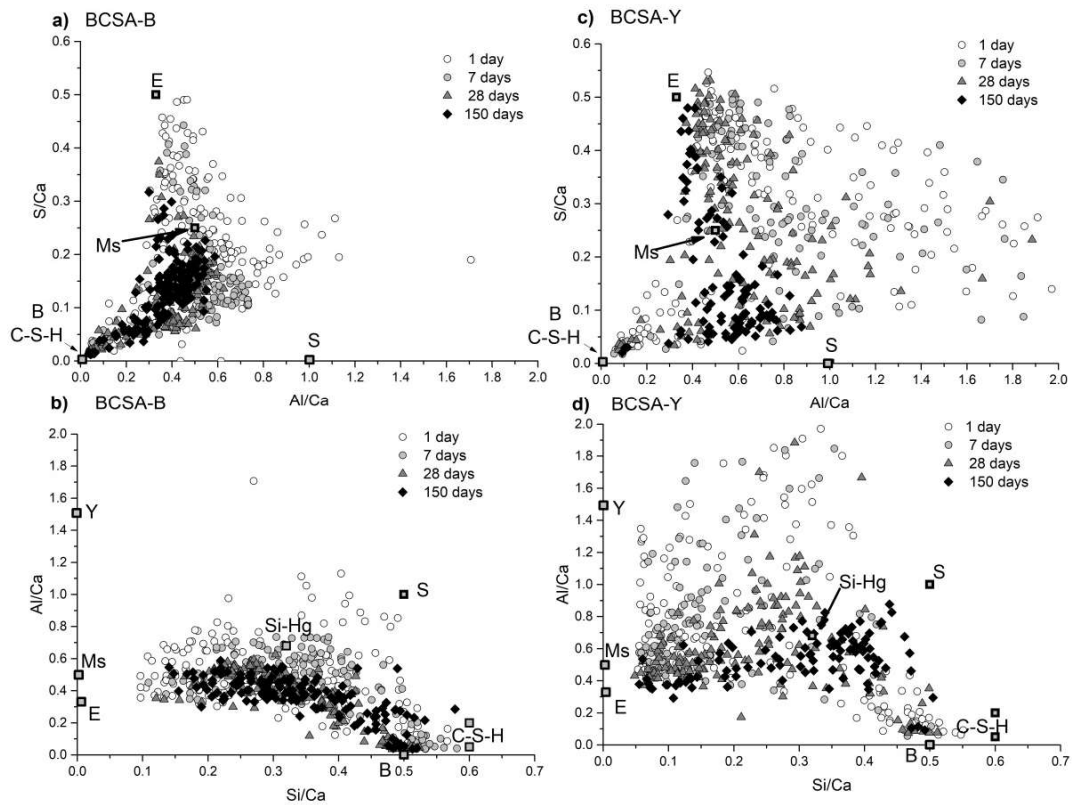 a) BCSA-B
0.6
0.5
0.4
0.3
0.2
0.1
0.0
S/Ca
E
Ms
B
C-S-H
S
1 day
7 days
28 days
150 days
0.0 0.2 0.4 0.6 0.8 1.0 1.2 1.4 1.6 1.8 2.0
Al/Ca
c) BCSA-Y
0.6
0.5
0.4
0.3
0.2
0.1
0.0
S/Ca
E
Ms
B
C-S-H
S
1 day
7 days
28 days
150 days
0.0 0.2 0.4 0.6 0.8 1.0 1.2 1.4 1.6 1.8 2.0
Al/Ca
b) BCSA-B
2.0
1.8
1.6
1.4
1.2
1.0
0.8
0.6
0.4
0.2
0.0
Al/Ca
Y
Ms
E
Si-Hg
S
C-S-H
B
1 day
7 days
28 days
150 days
0.0 0.1 0.2 0.3 0.4 0.5 0.6 0.7
Si/Ca
d) BCSA-Y
2.0
1.8
1.6
1.4
1.2
1.0
0.8
0.6
0.4
0.2
0.0
Al/Ca
Y
Ms
E
Si-Hg
S
C-S-H
B
1 day
7 days
28 days
150 days
0.0 0.1 0.2 0.3 0.4 0.5 0.6 0.7
Si/Ca